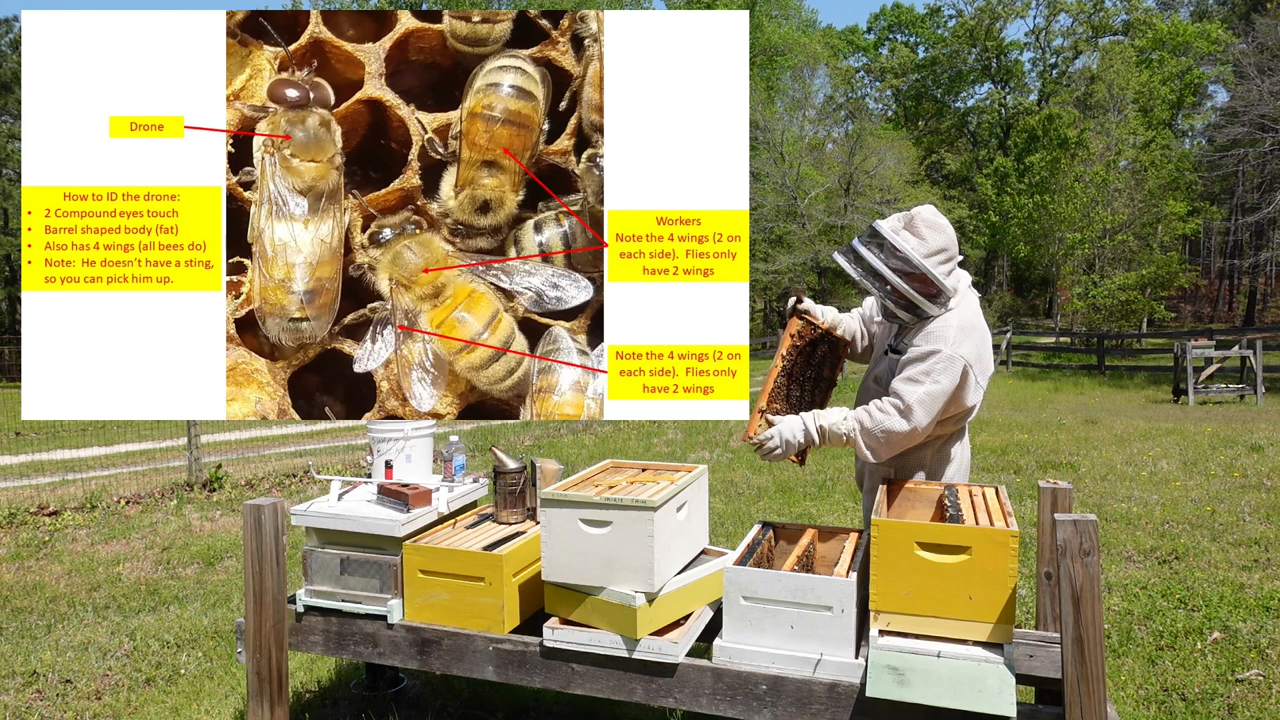 Drone
How to ID the drone:
• 2 Compound eyes touch
• Barrel shaped body (fat)
• Also has 4 wings (all bees do)
• Note: He doesn't have a sting,
so you can pick him up.
Workers
Note the 4 wings (2 on
each side). Flies only
have 2 wings
Note the 4 wings (2 on
each side). Flies only
have 2 wings